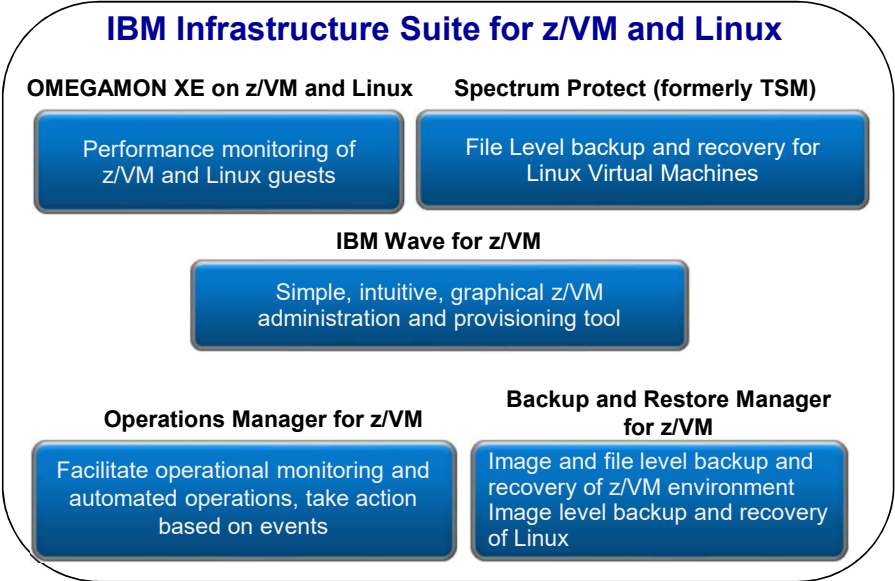 IBM Infrastructure Suite for z/VM and Linux
OMEGAMON XE on z/VM and Linux
Performance monitoring of
z/VM and Linux guests
Spectrum Protect (formerly TSM)
File Level backup and recovery for
Linux Virtual Machines
IBM Wave for z/VM
Simple, intuitive, graphical z/VM
administration and provisioning tool
Operations Manager for z/VM
Facilitate operational monitoring and
automated operations, take action
based on events
Backup and Restore Manager
for z/VM
Image and file level backup and
recovery of z/VM environment
Image level backup and recovery
of Linux